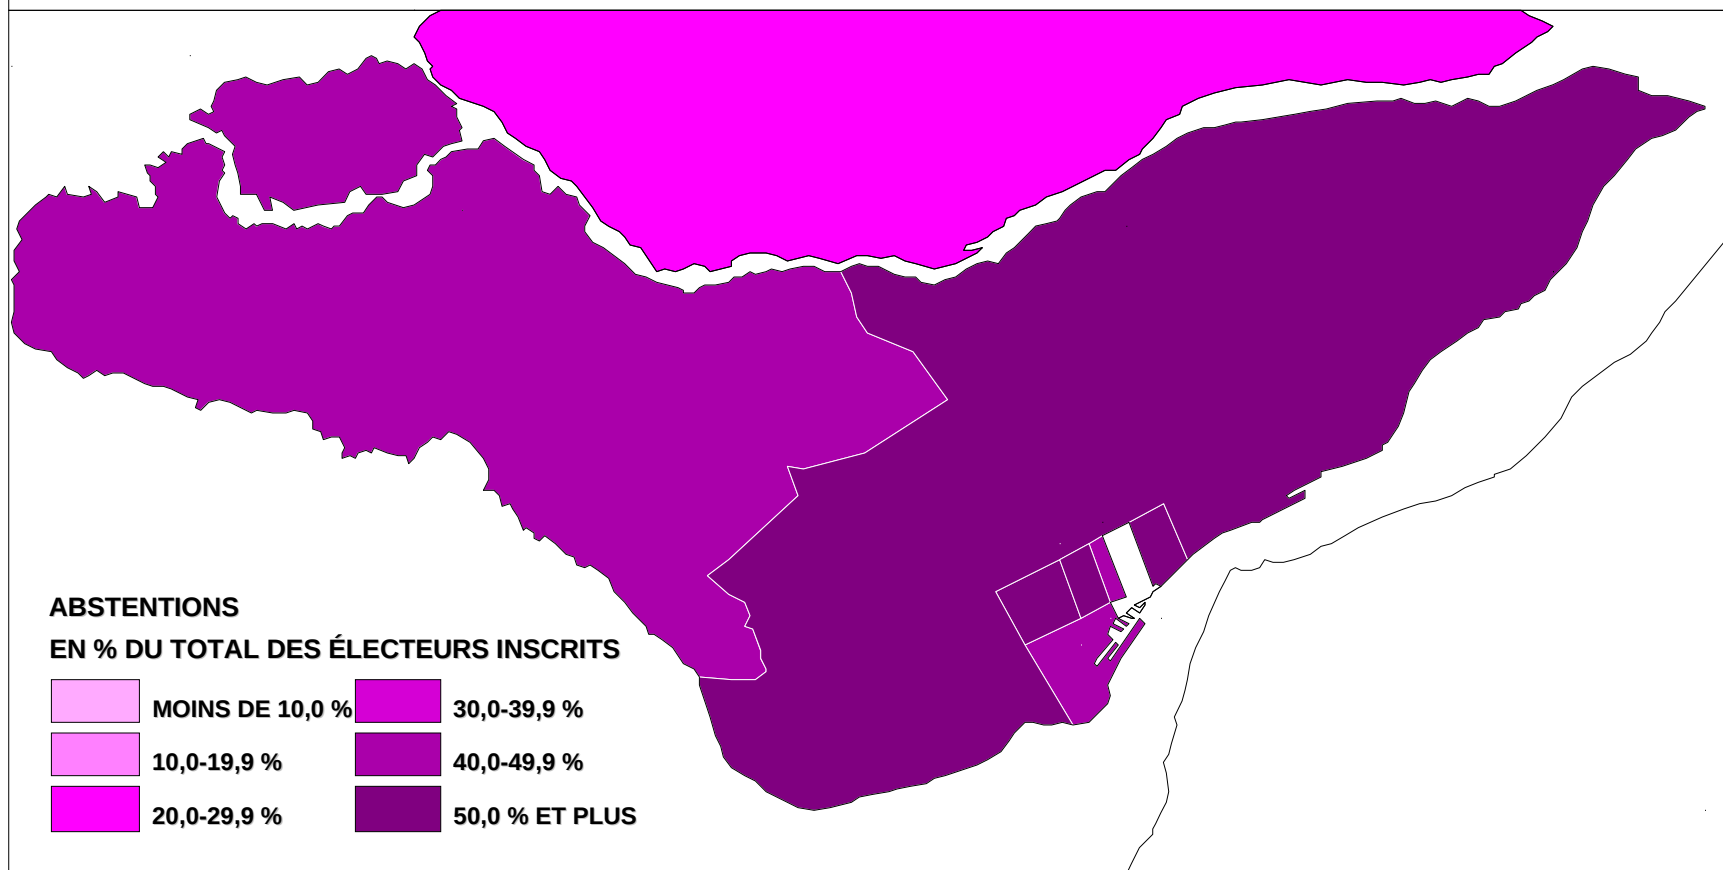 ABSTENTIONS
EN % DU TOTAL DES ÉLECTEURS INSCRITS
MOINS DE 10,0 %
10,0-19,9 %
20,0-29,9 %
30,0-39,9 %
40,0-49,9 %
50,0 % ET PLUS